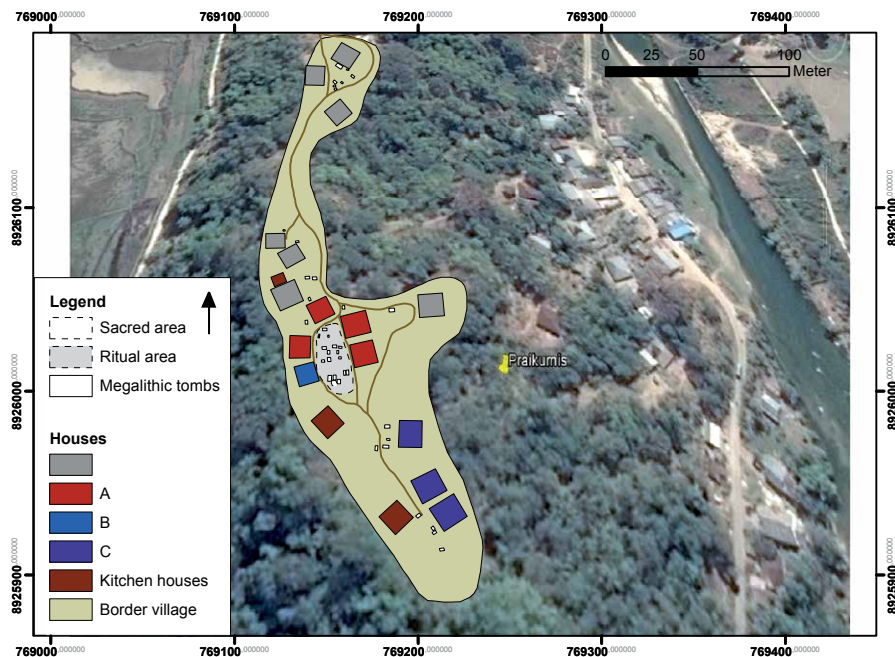 769000.000000 769100.000000 769200.000000 769300.000000 769400.000000
0 25 50 100
Meter
8926100.000000 8926100.000000
Legend
Sacred area
Ritual area
Megalithic tombs
Praikumis
8926000.000000 8926000.000000
Houses
A
B
C
Kitchen houses
Border village
8925900.000000 8925900.000000
769000.000000 769100.000000 769200.000000 769300.000000 769400.000000